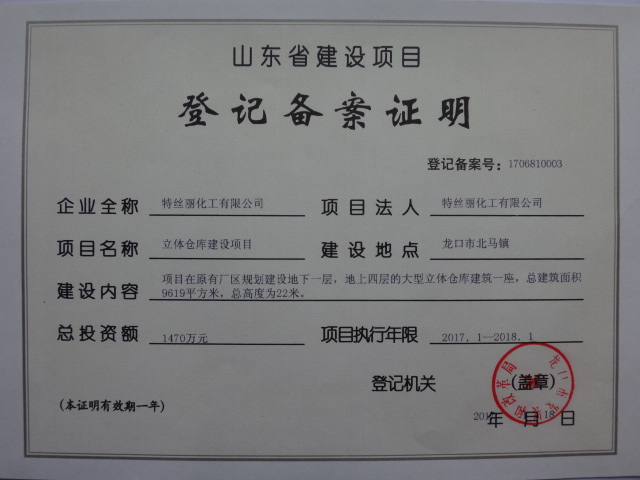 山东省建设项目
登记备案证明
登记备案号：1706810003
企业全称 特丝丽化工有限公司 项目法人 特丝丽化工有限公司
项目名称 立体仓库建设项目 建设地点 龙口市北马镇
建设内容 项目在原有厂区规划建设地下一层，地上四层的大型立体仓库建筑一座，总建筑面积
9619平方米，总高度为22米。
总投资额 1470万元 项目执行年限 2017．1—2018．1
登记机关 （盖章）
（本证明有效期一年） 年 月18日